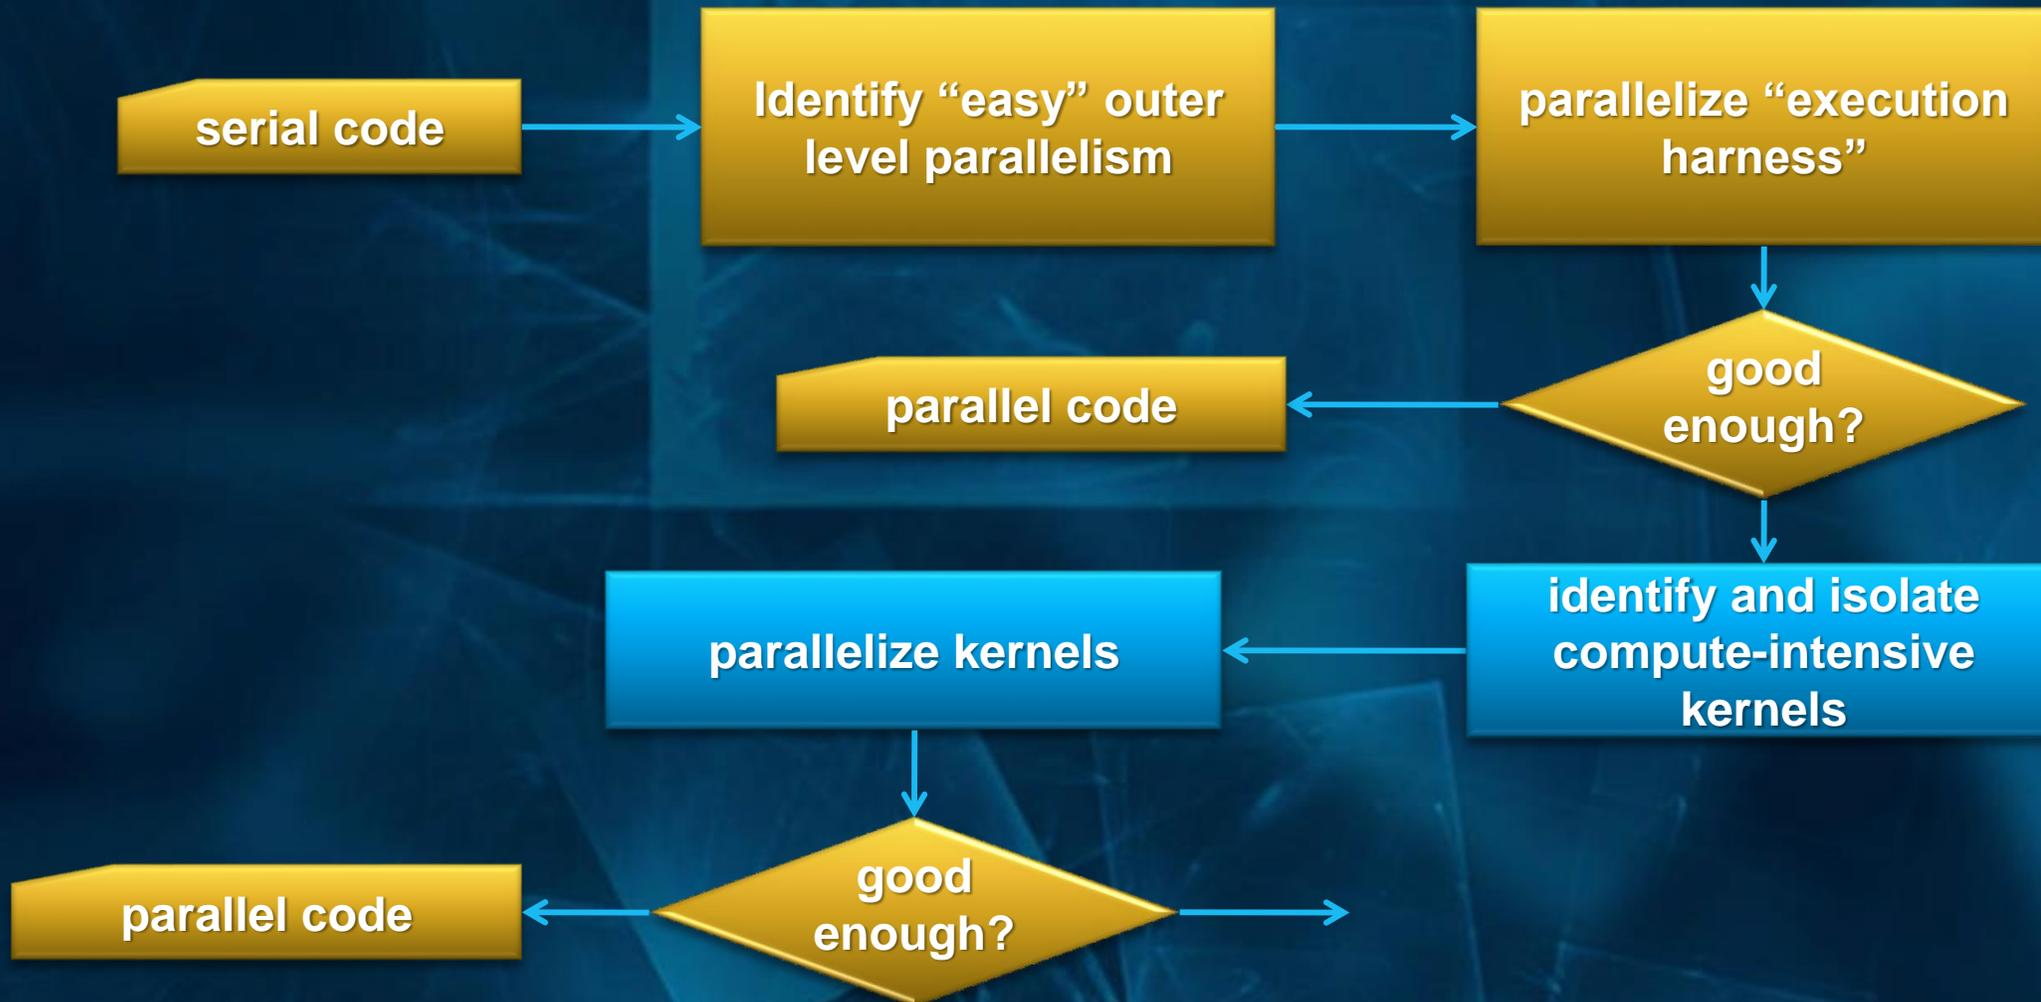 serial code
Identify “easy” outer
level parallelism
parallelize “execution
harness”
good
enough?
parallel code
identify and isolate
compute-intensive
kernels
parallelize kernels
good
enough?
parallel code